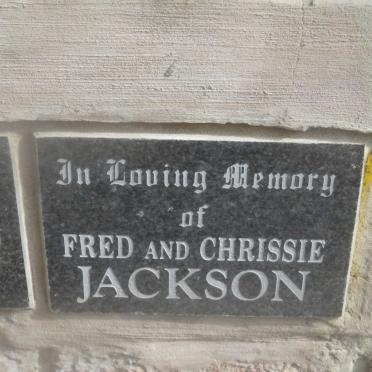 In Loving Memory
of
FRED AND CHRISSIE
JACKSON